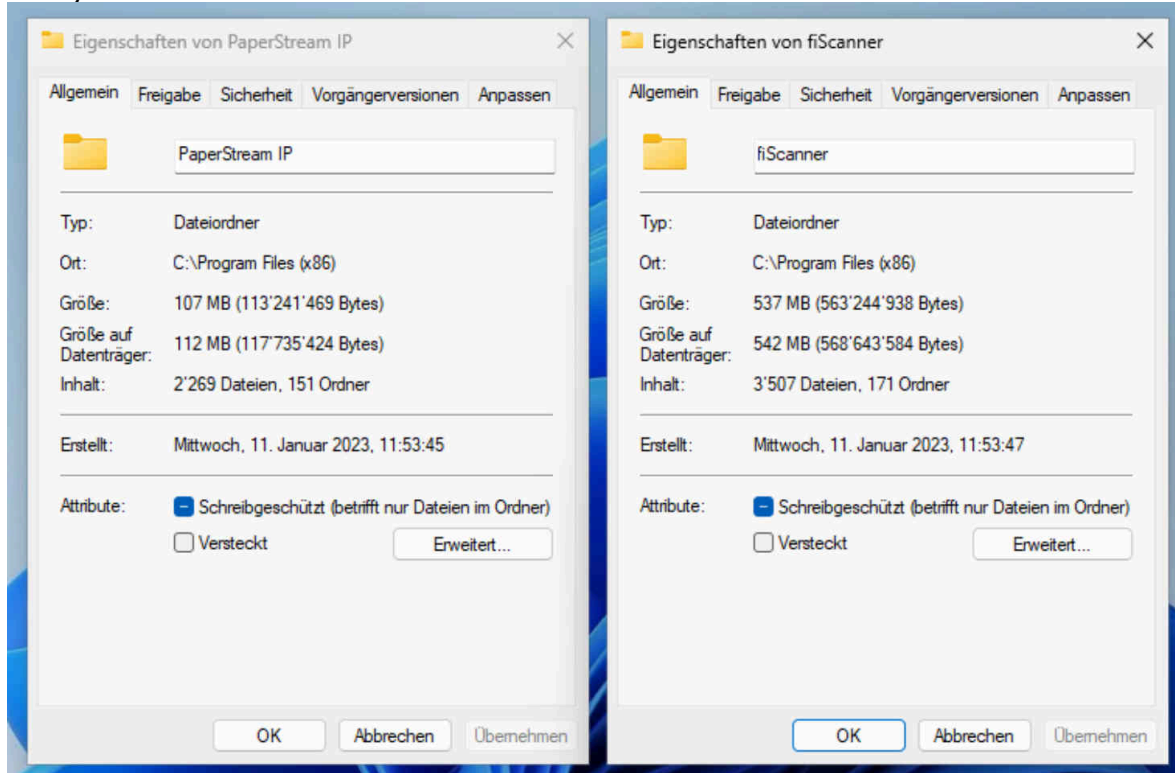 Eigenschaften von PaperStream IP
Allgemein Freigabe Sicherheit Vorgängerversionen Anpassen
PaperStream IP
Typ: Dateiordner
Ort: C:\Program Files (x86)
Größe: 107 MB (113'241'469 Bytes)
Größe auf
Datenträger: 112 MB (117'735'424 Bytes)
Inhalt: 2'269 Dateien, 151 Ordner
Erstellt: Mittwoch, 11. Januar 2023, 11:53:45
Attribute: Schreibgeschützt (betrifft nur Dateien im Ordner)
Versteckt Erweitert...
OK Abbrechen Übernehmen
Eigenschaften von fiScanner
Allgemein Freigabe Sicherheit Vorgängerversionen Anpassen
fiScanner
Typ: Dateiordner
Ort: C:\Program Files (x86)
Größe: 537 MB (563'244'938 Bytes)
Größe auf
Datenträger: 542 MB (568'643'584 Bytes)
Inhalt: 3'507 Dateien, 171 Ordner
Erstellt: Mittwoch, 11. Januar 2023, 11:53:47
Attribute: Schreibgeschützt (betrifft nur Dateien im Ordner)
Versteckt Erweitert...
OK Abbrechen Übernehmen